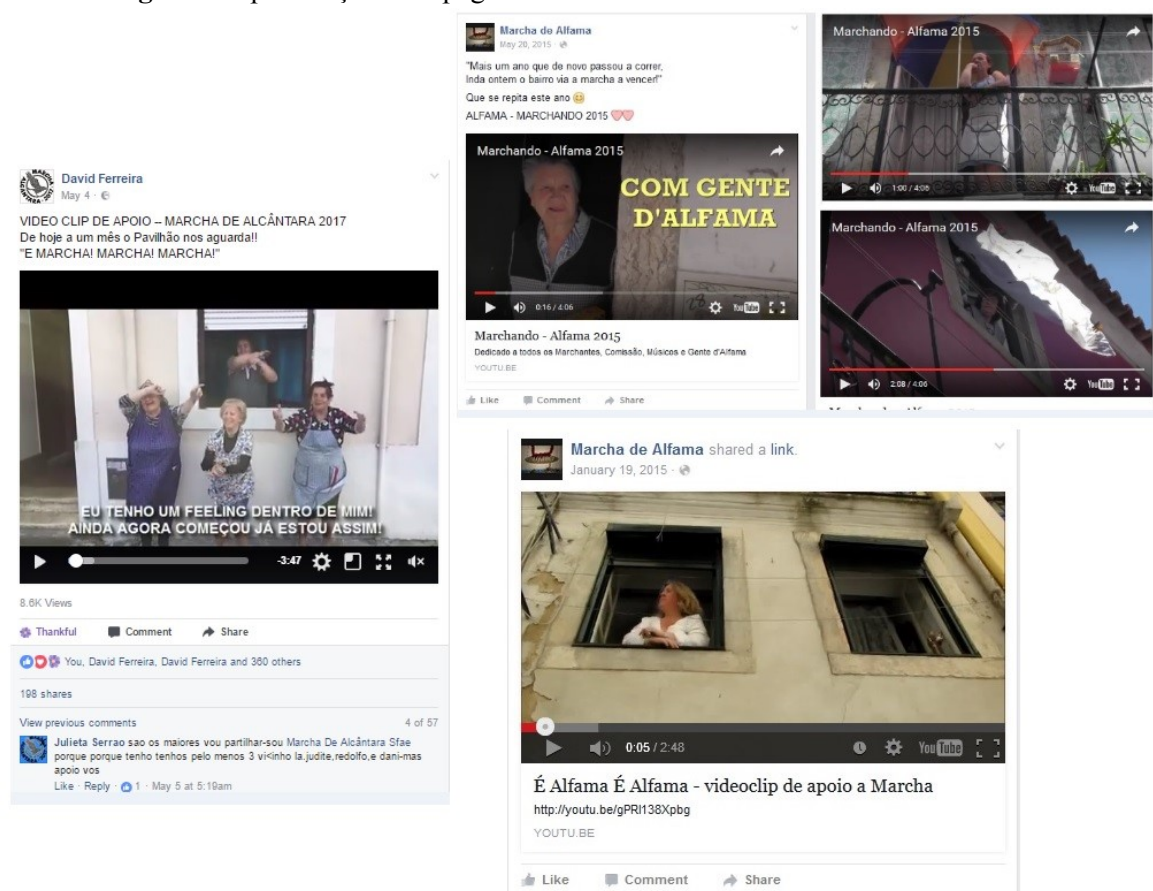 Marcha de Alfama
May 20, 2015
"Mais um ano que de novo passou a correr,
Inda ontem o bairro via a marcha a vencer!"
Que se repita este ano
ALFAMA - MARCHANDO 2015
Marchando - Alfama 2015
COM GENTE
D'ALFAMA
0:16 / 4:06
YouTube
Marchando - Alfama 2015
Dedicado a todos os Marchantes, Comissão, Músicos e Gente d'Alfama
YOUTU.BE
Like Comment Share
Marchando - Alfama 2015
1:00 / 4:06
YouTube
Marchando - Alfama 2015
2:08 / 4:06
YouTube
David Ferreira
May 4
VIDEO CLIP DE APOIO – MARCHA DE ALCÂNTARA 2017
De hoje a um mês o Pavilhão nos aguarda!!
"E MARCHA! MARCHA! MARCHA!"
EU TENHO UM FEELING DENTRO DE MIM!
AINDA AGORA COMEÇOU JÁ ESTOU ASSIM!
-3:47
8.6K Views
Thankful Comment Share
You, David Ferreira, David Ferreira and 360 others
198 shares
View previous comments 4 of 57
Julieta Serrao sao os maiores vou partilhar-sou Marcha De Alcântara Sfae
porque porque tenho tenhos pelo menos 3 vi<inho la.judite,redolfo,e dani-mas
apoio vos
Like · Reply · 1 · May 5 at 5:19am
Marcha de Alfama shared a link.
January 19, 2015
0:05 / 2:48
YouTube
É Alfama É Alfama - videoclip de apoio a Marcha
http://youtu.be/gPRl138Xpbg
YOUTU.BE
Like Comment Share